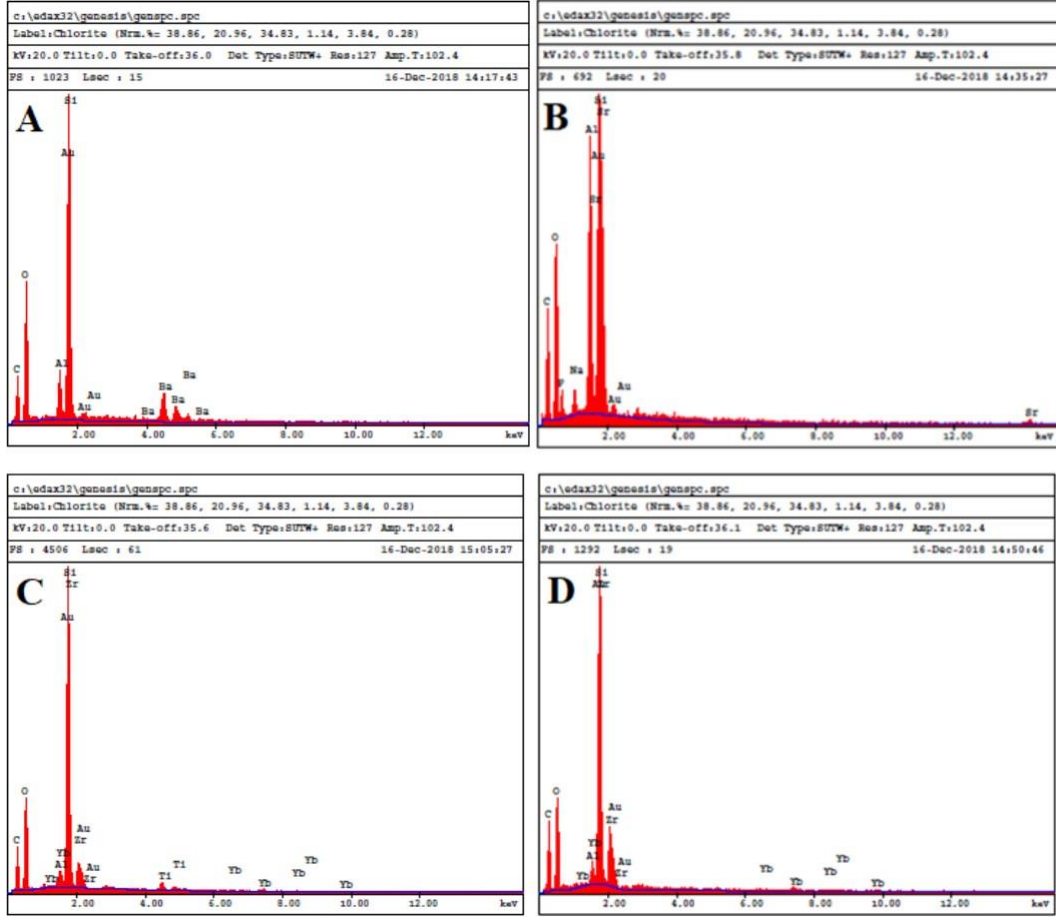 c:\edax32\genesis\genspc.spc
Label:Chlorite (Nrm.%= 38.86, 20.96, 34.83, 1.14, 3.84, 0.28)
kV:20.0 Tilt:0.0 Take-off:36.0 Det Type:SUTW+ Res:127 Amp.T:102.4
FS : 1023 Lsec : 15 16-Dec-2018 14:17:43
A
Si
Au
O
C
Al
Au
Au
Ba
Ba
Ba
Ba
Ba
2.00 4.00 6.00 8.00 10.00 12.00 keV
c:\edax32\genesis\genspc.spc
Label:Chlorite (Nrm.%= 38.86, 20.96, 34.83, 1.14, 3.84, 0.28)
kV:20.0 Tilt:0.0 Take-off:35.8 Det Type:SUTW+ Res:127 Amp.T:102.4
FS : 692 Lsec : 20 16-Dec-2018 14:35:27
B
Si
Sr
Al
Au
O
C
F
Na
Au
Au
Sr
2.00 4.00 6.00 8.00 10.00 12.00 keV
c:\edax32\genesis\genspc.spc
Label:Chlorite (Nrm.%= 38.86, 20.96, 34.83, 1.14, 3.84, 0.28)
kV:20.0 Tilt:0.0 Take-off:35.6 Det Type:SUTW+ Res:127 Amp.T:102.4
FS : 4506 Lsec : 61 16-Dec-2018 15:05:27
C
Si
Zr
Au
O
C
Yb
Al
Yb
Au
Zr
Au
Zr
Ti
Ti
Yb
Yb
Yb
Yb
Yb
2.00 4.00 6.00 8.00 10.00 12.00 keV
c:\edax32\genesis\genspc.spc
Label:Chlorite (Nrm.%= 38.86, 20.96, 34.83, 1.14, 3.84, 0.28)
kV:20.0 Tilt:0.0 Take-off:36.1 Det Type:SUTW+ Res:127 Amp.T:102.4
FS : 1292 Lsec : 19 16-Dec-2018 14:50:46
D
Si
O
C
Yb
Al
Yb
Au
Zr
Au
Zr
Yb
Yb
Yb
Yb
Yb
2.00 4.00 6.00 8.00 10.00 12.00 keV